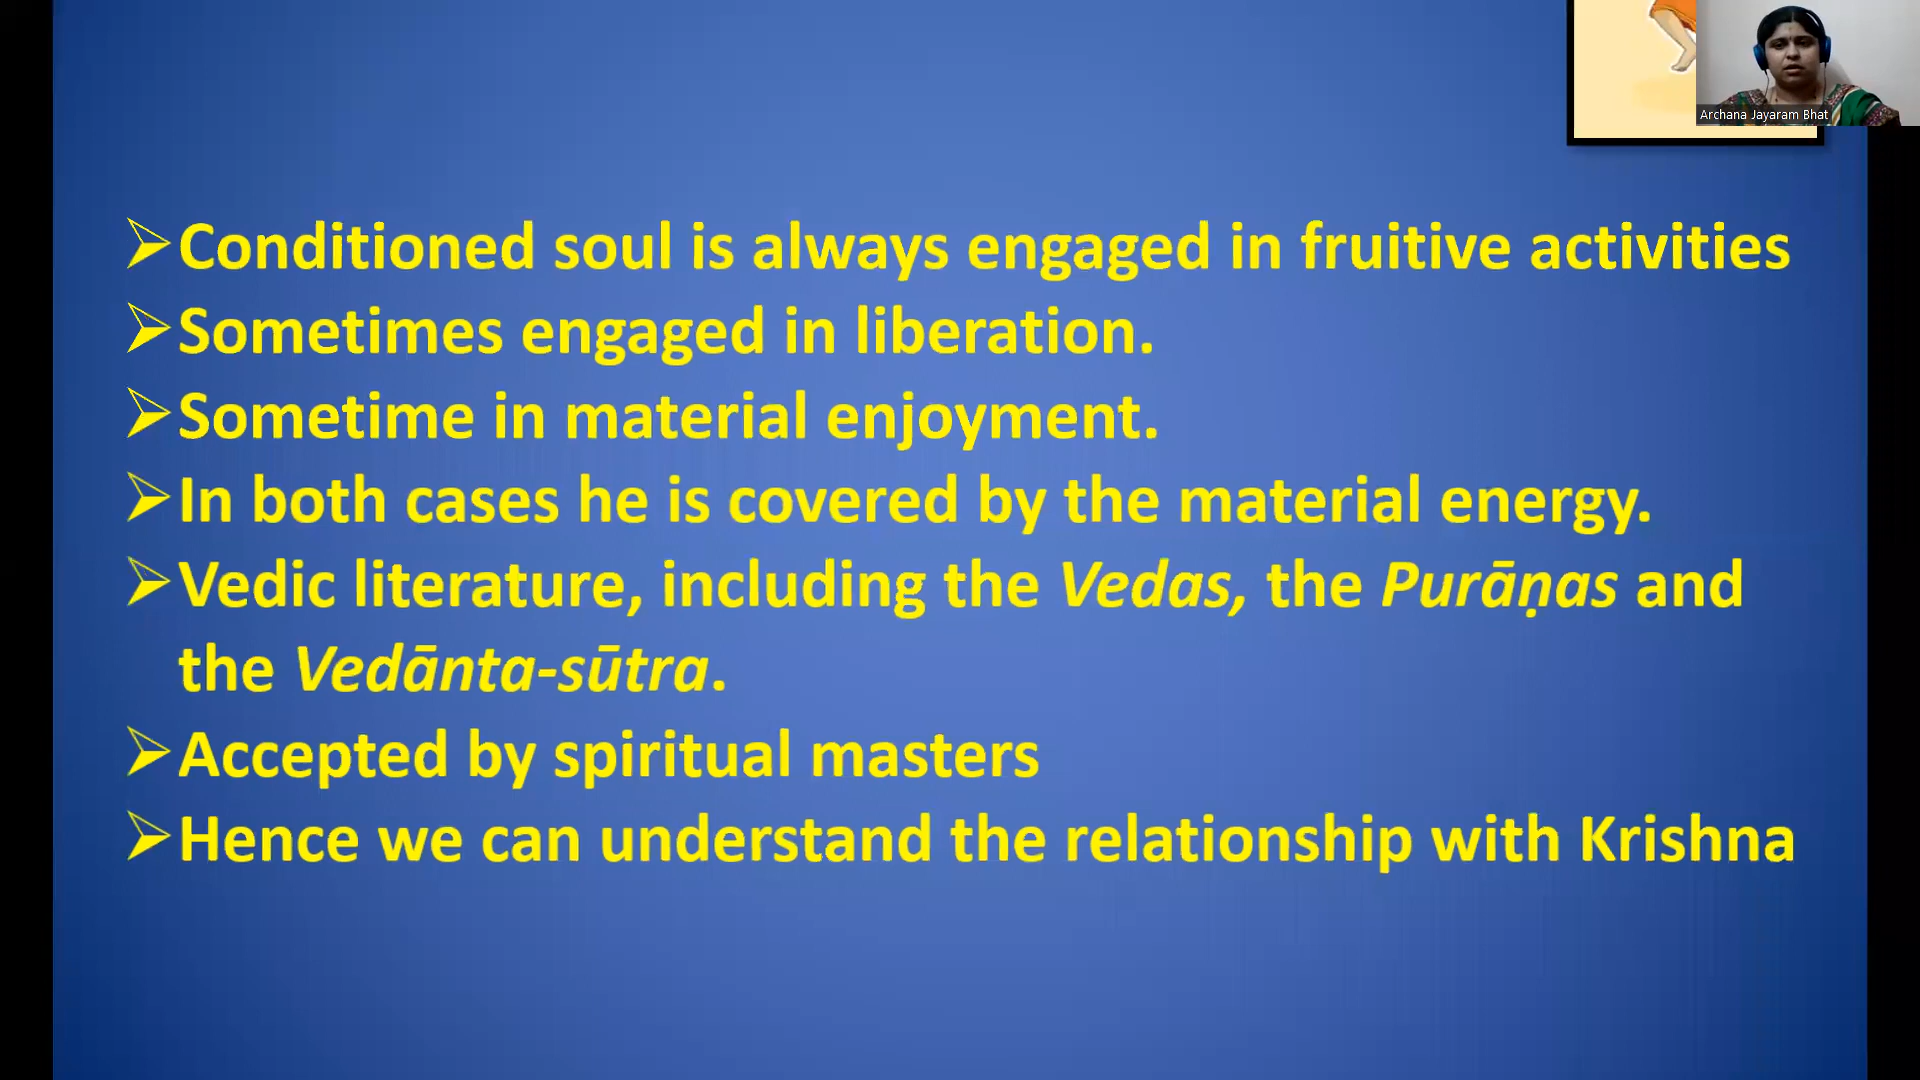 Archana Jayaram Bhat
➢Conditioned soul is always engaged in fruitive activities
➢Sometimes engaged in liberation.
➢Sometime in material enjoyment.
➢In both cases he is covered by the material energy.
➢Vedic literature, including the Vedas, the Purāṇas and
the Vedānta-sūtra.
➢Accepted by spiritual masters
➢Hence we can understand the relationship with Krishna